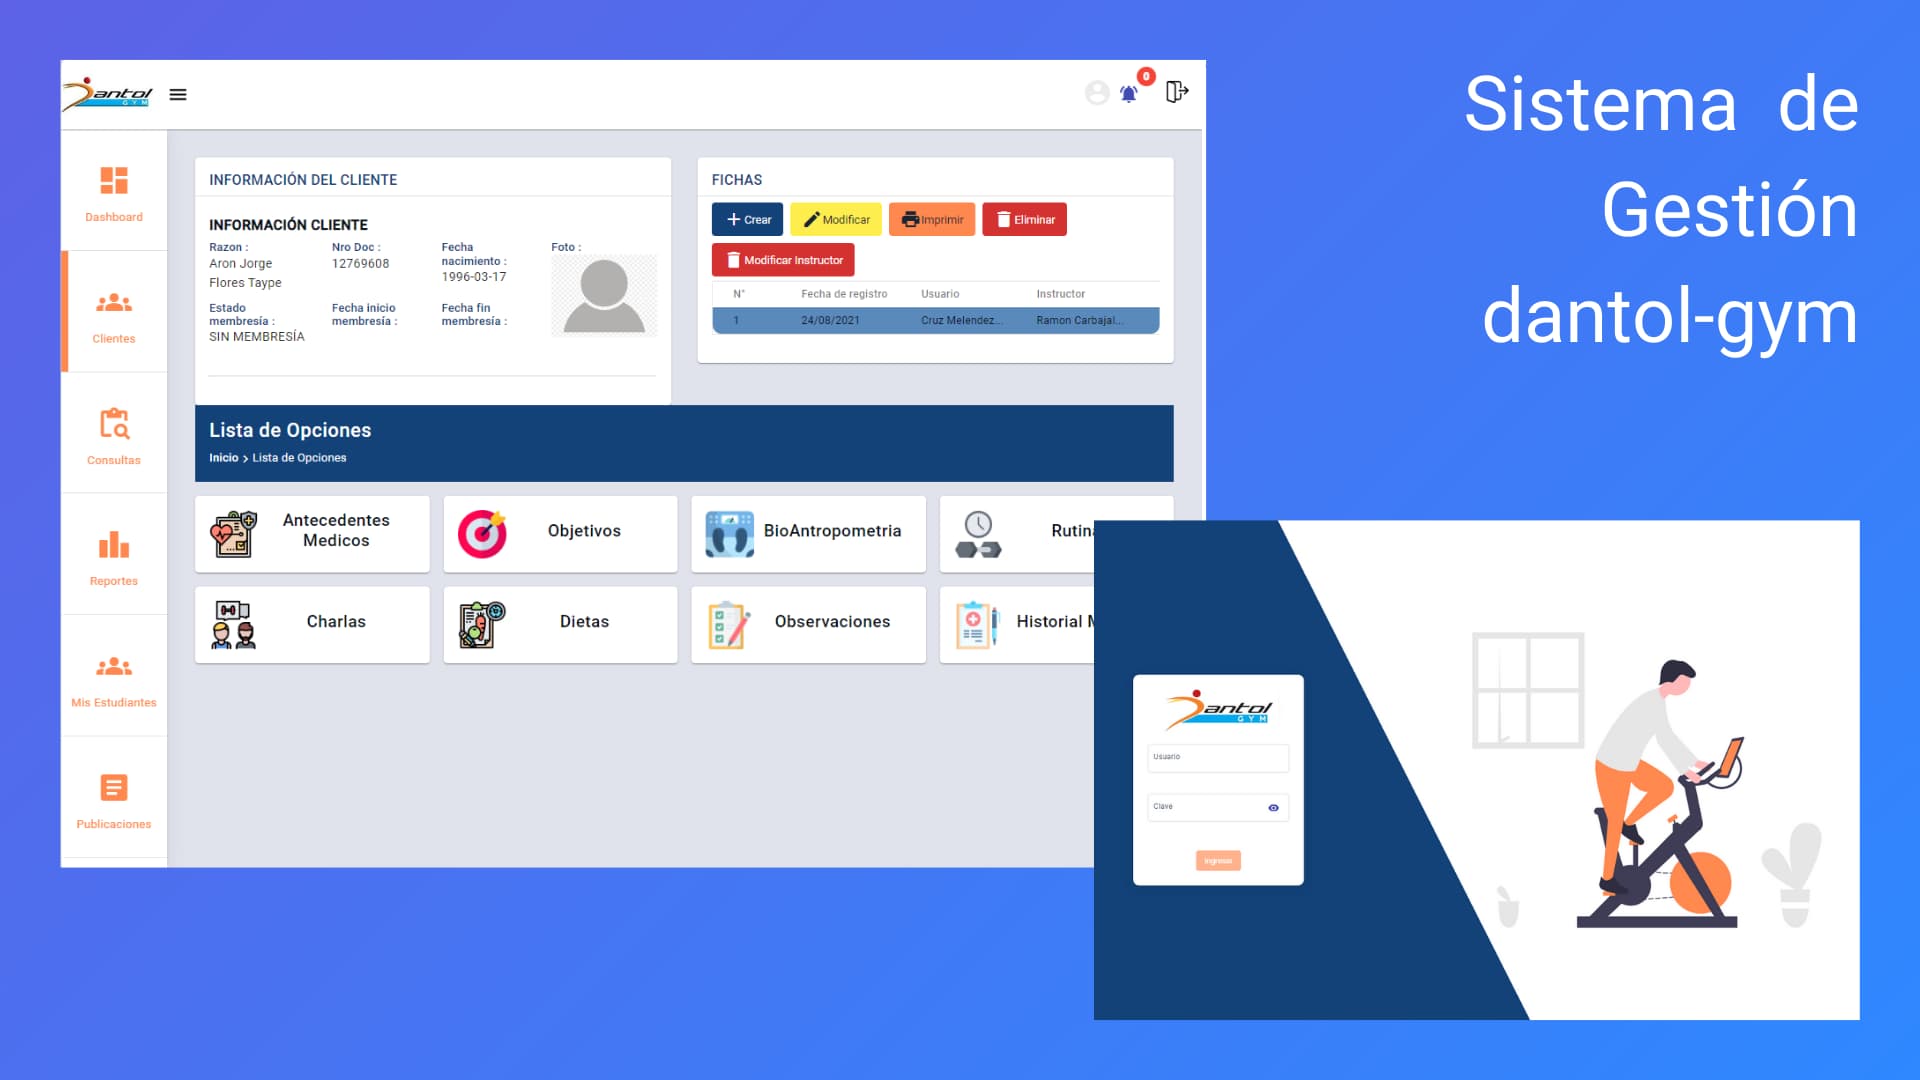 Sistema de
Gestión
dantol-gym
Dantol
GYM
0
Dashboard
Clientes
Consultas
Reportes
Mis Estudiantes
Publicaciones
INFORMACIÓN DEL CLIENTE
INFORMACIÓN CLIENTE
Razon :
Aron Jorge
Flores Taype
Nro Doc :
12769608
Fecha
nacimiento :
1996-03-17
Foto :
Estado
membresía :
SIN MEMBRESÍA
Fecha inicio
membresía :
Fecha fin
membresía :
FICHAS
Crear
Modificar
Imprimir
Eliminar
Modificar Instructor
N° Fecha de registro Usuario Instructor
1 24/08/2021 Cruz Melendez... Ramon Carbajal...
Lista de Opciones
Inicio > Lista de Opciones
Antecedentes
Medicos
Objetivos
BioAntropometria
Rutina
Charlas
Dietas
Observaciones
Historial M
Dantol
GYM
Usuario
Clave
Ingresar